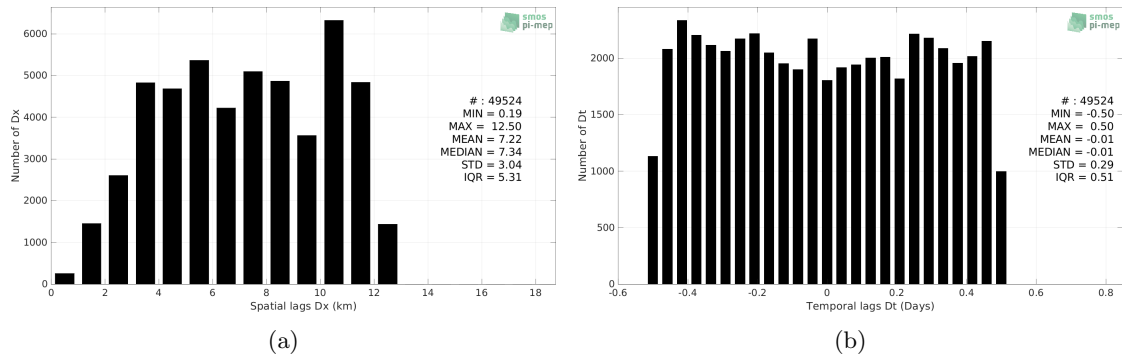 6000
5000
4000
3000
2000
1000
0
Number of Dx
0 2 4 6 8 10 12 14 16 18
Spatial lags Dx (km)
smos
pi-mep
# : 49524
MIN = 0.19
MAX = 12.50
MEAN = 7.22
MEDIAN = 7.34
STD = 3.04
IQR = 5.31
(a)
2000
1500
1000
500
0
Number of Dt
-0.6 -0.4 -0.2 0 0.2 0.4 0.6 0.8
Temporal lags Dt (Days)
smos
pi-mep
# : 49524
MIN = -0.50
MAX = 0.50
MEAN = -0.01
MEDIAN = -0.01
STD = 0.29
IQR = 0.51
(b)